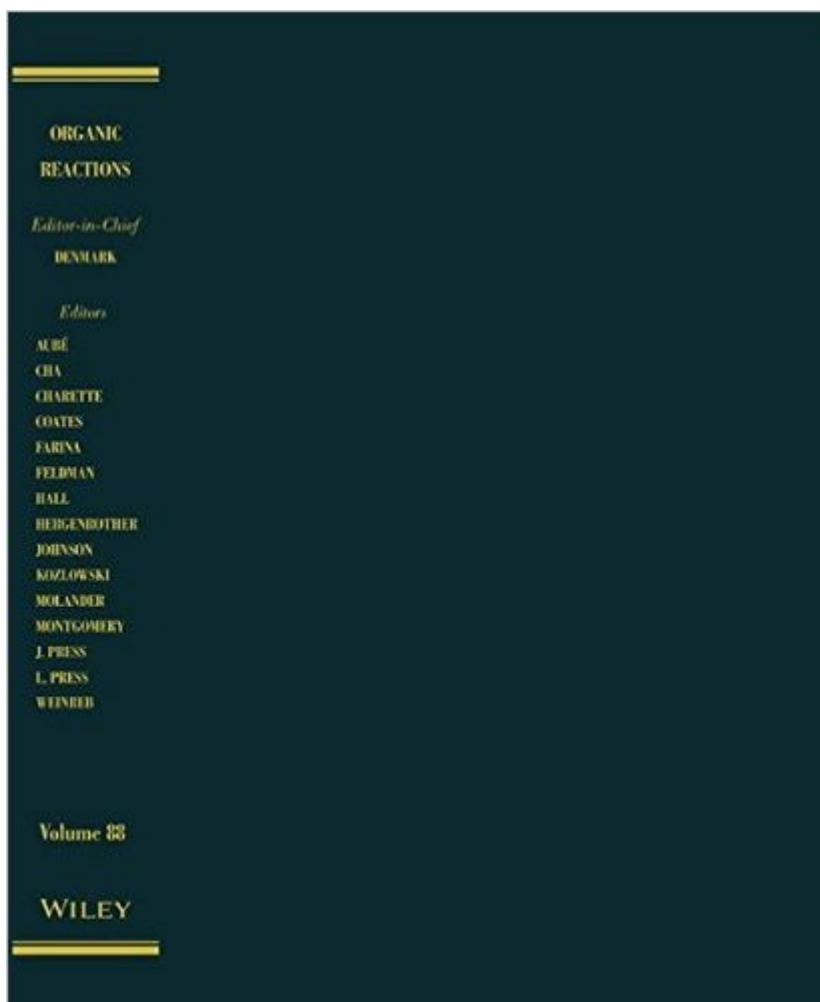 ORGANIC
REACTIONS
Editor-in-Chief
DENMARK
Editors
AUBÉ
CHA
CHARETTE
COATES
FARINA
FELDMAN
HALL
HERGENROTHER
JOHNSON
KOZLOWSKI
MOLANDER
MONTGOMERY
J. PRESS
L. PRESS
WEINREB
Volume 88
WILEY